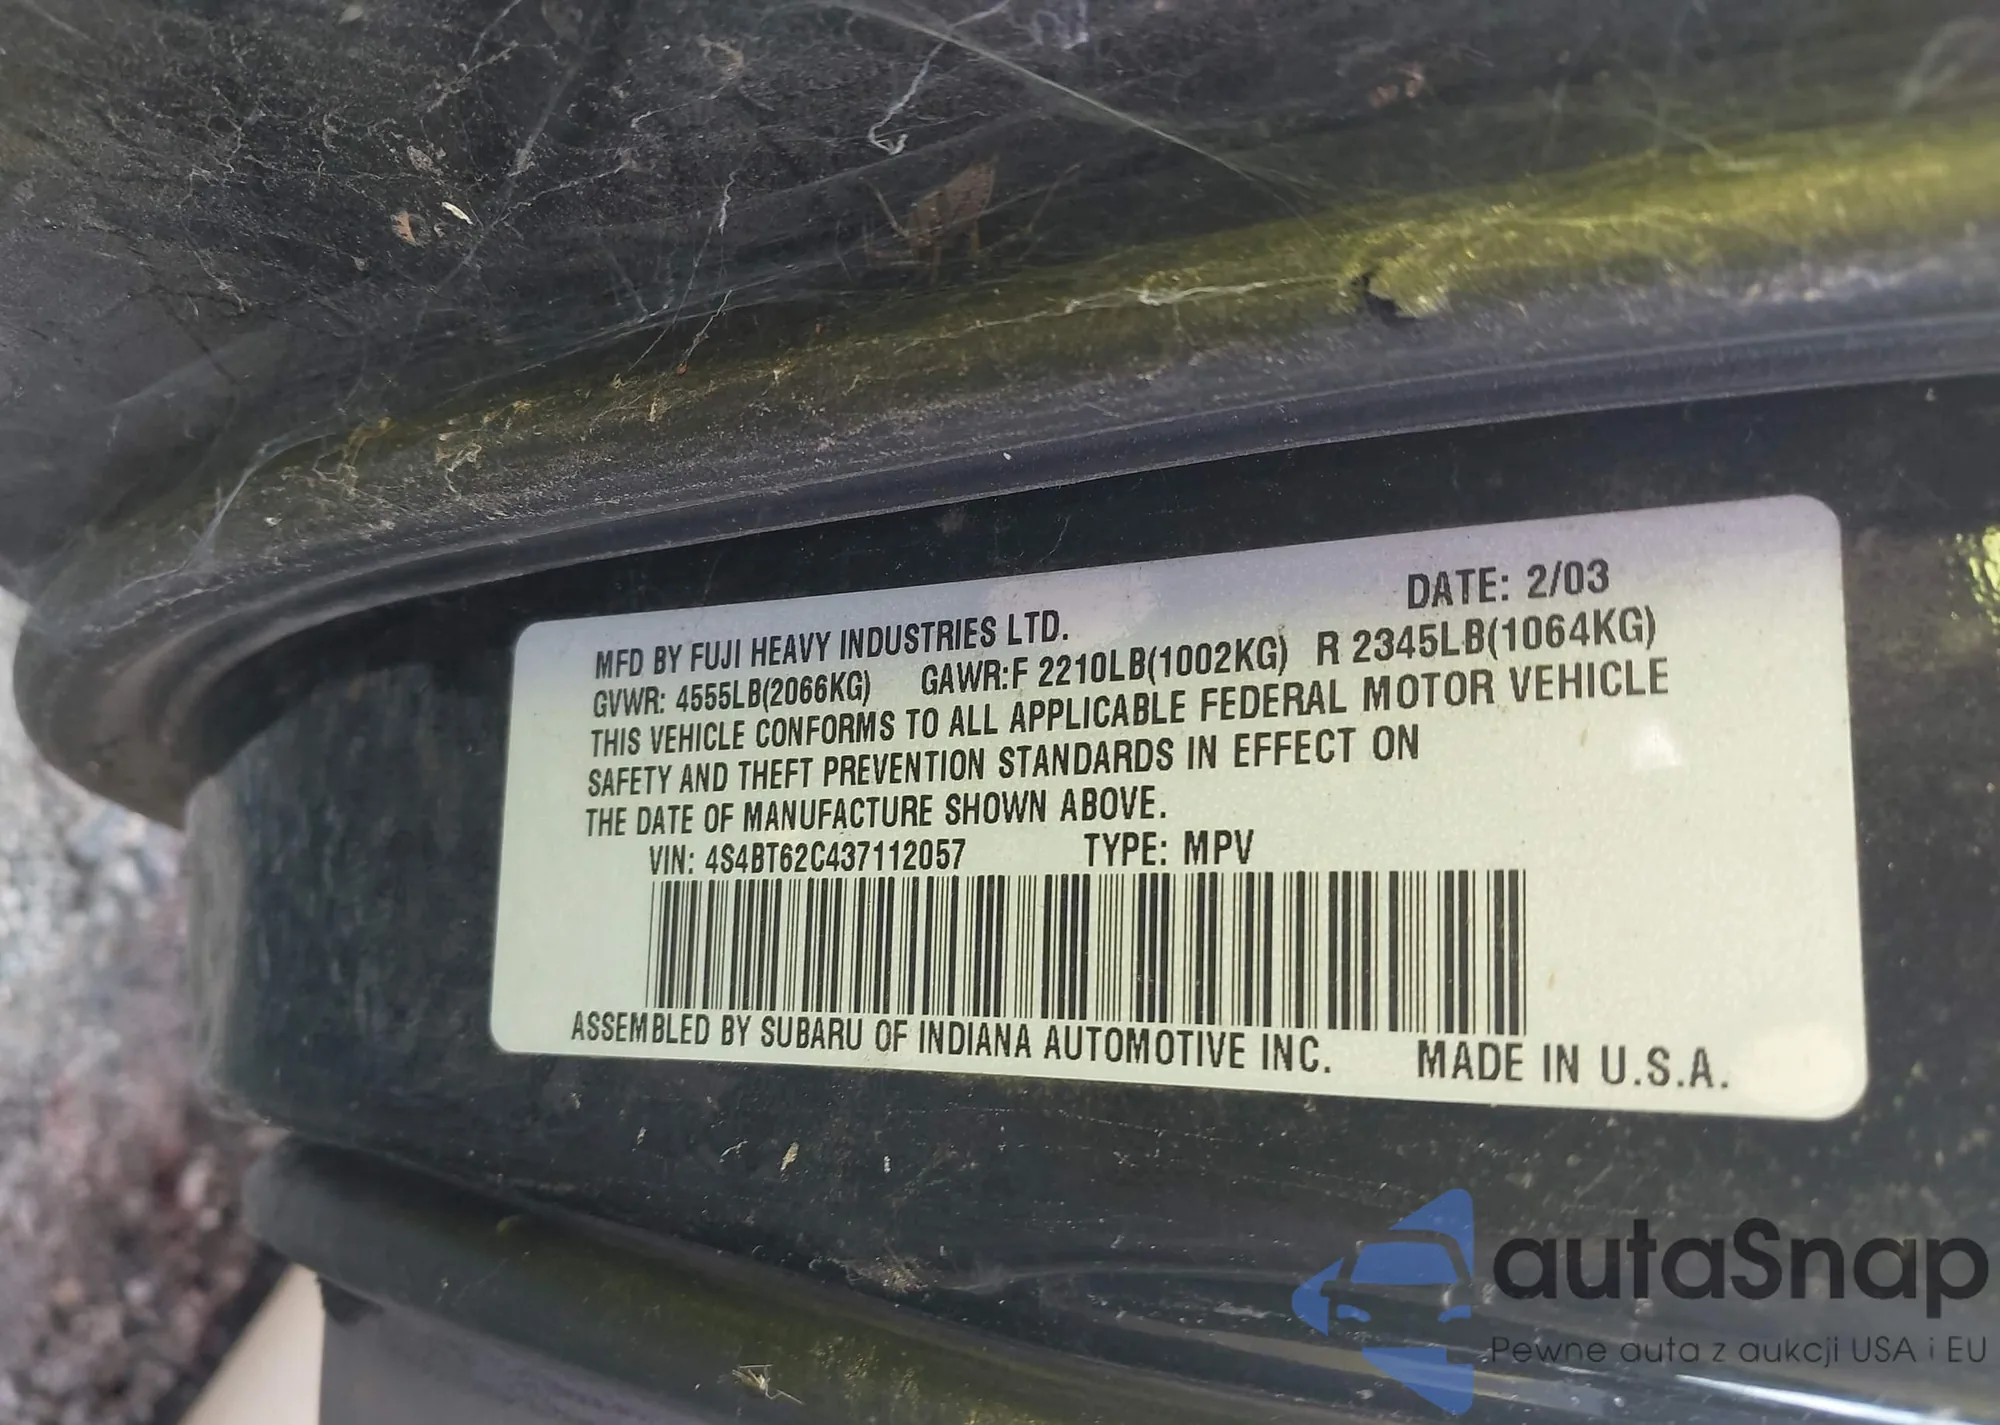 DATE: 2/03
MFD BY FUJI HEAVY INDUSTRIES LTD.
GVWR: 4555LB(2066KG) GAWR:F 2210LB(1002KG) R 2345LB(1064KG)
THIS VEHICLE CONFORMS TO ALL APPLICABLE FEDERAL MOTOR VEHICLE
SAFETY AND THEFT PREVENTION STANDARDS IN EFFECT ON
THE DATE OF MANUFACTURE SHOWN ABOVE.
VIN: 4S4BT62C437112057 TYPE: MPV
ASSEMBLED BY SUBARU OF INDIANA AUTOMOTIVE INC. MADE IN U.S.A.
autaSnap
Pewne auta z aukcji USA i EU